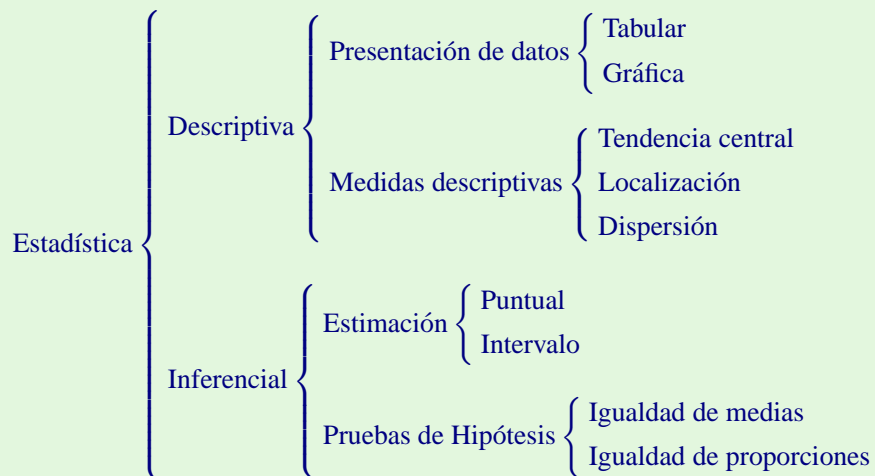 Estadística
Descriptiva
Presentación de datos
Tabular
Gráfica
Medidas descriptivas
Tendencia central
Localización
Dispersión
Inferencial
Estimación
Puntual
Intervalo
Pruebas de Hipótesis
Igualdad de medias
Igualdad de proporciones